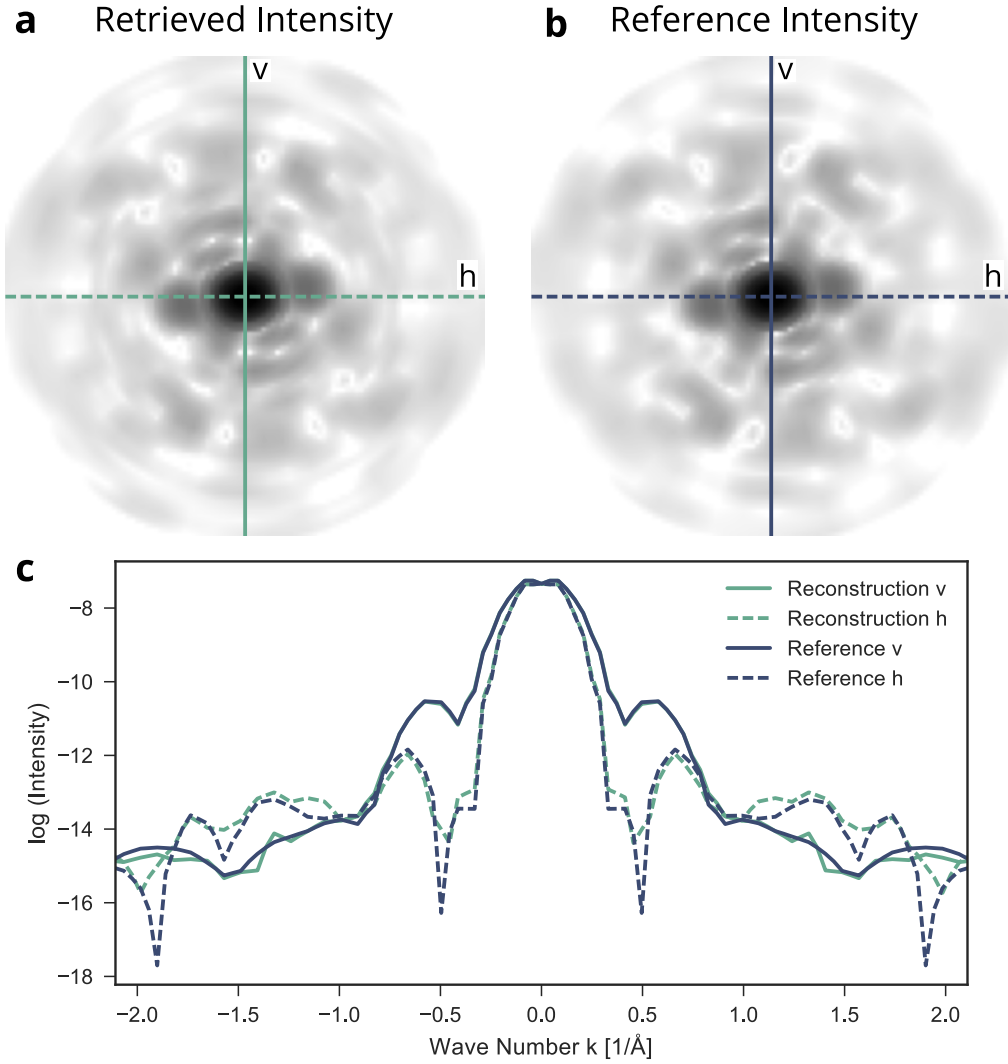 a Retrieved Intensity
b Reference Intensity
v
v
h
h
c
Reconstruction v
Reconstruction h
Reference v
Reference h
−8
−10
−12
−14
−16
−18
log (Intensity)
−2.0 −1.5 −1.0 −0.5 0.0 0.5 1.0 1.5 2.0
Wave Number k [1/Å]